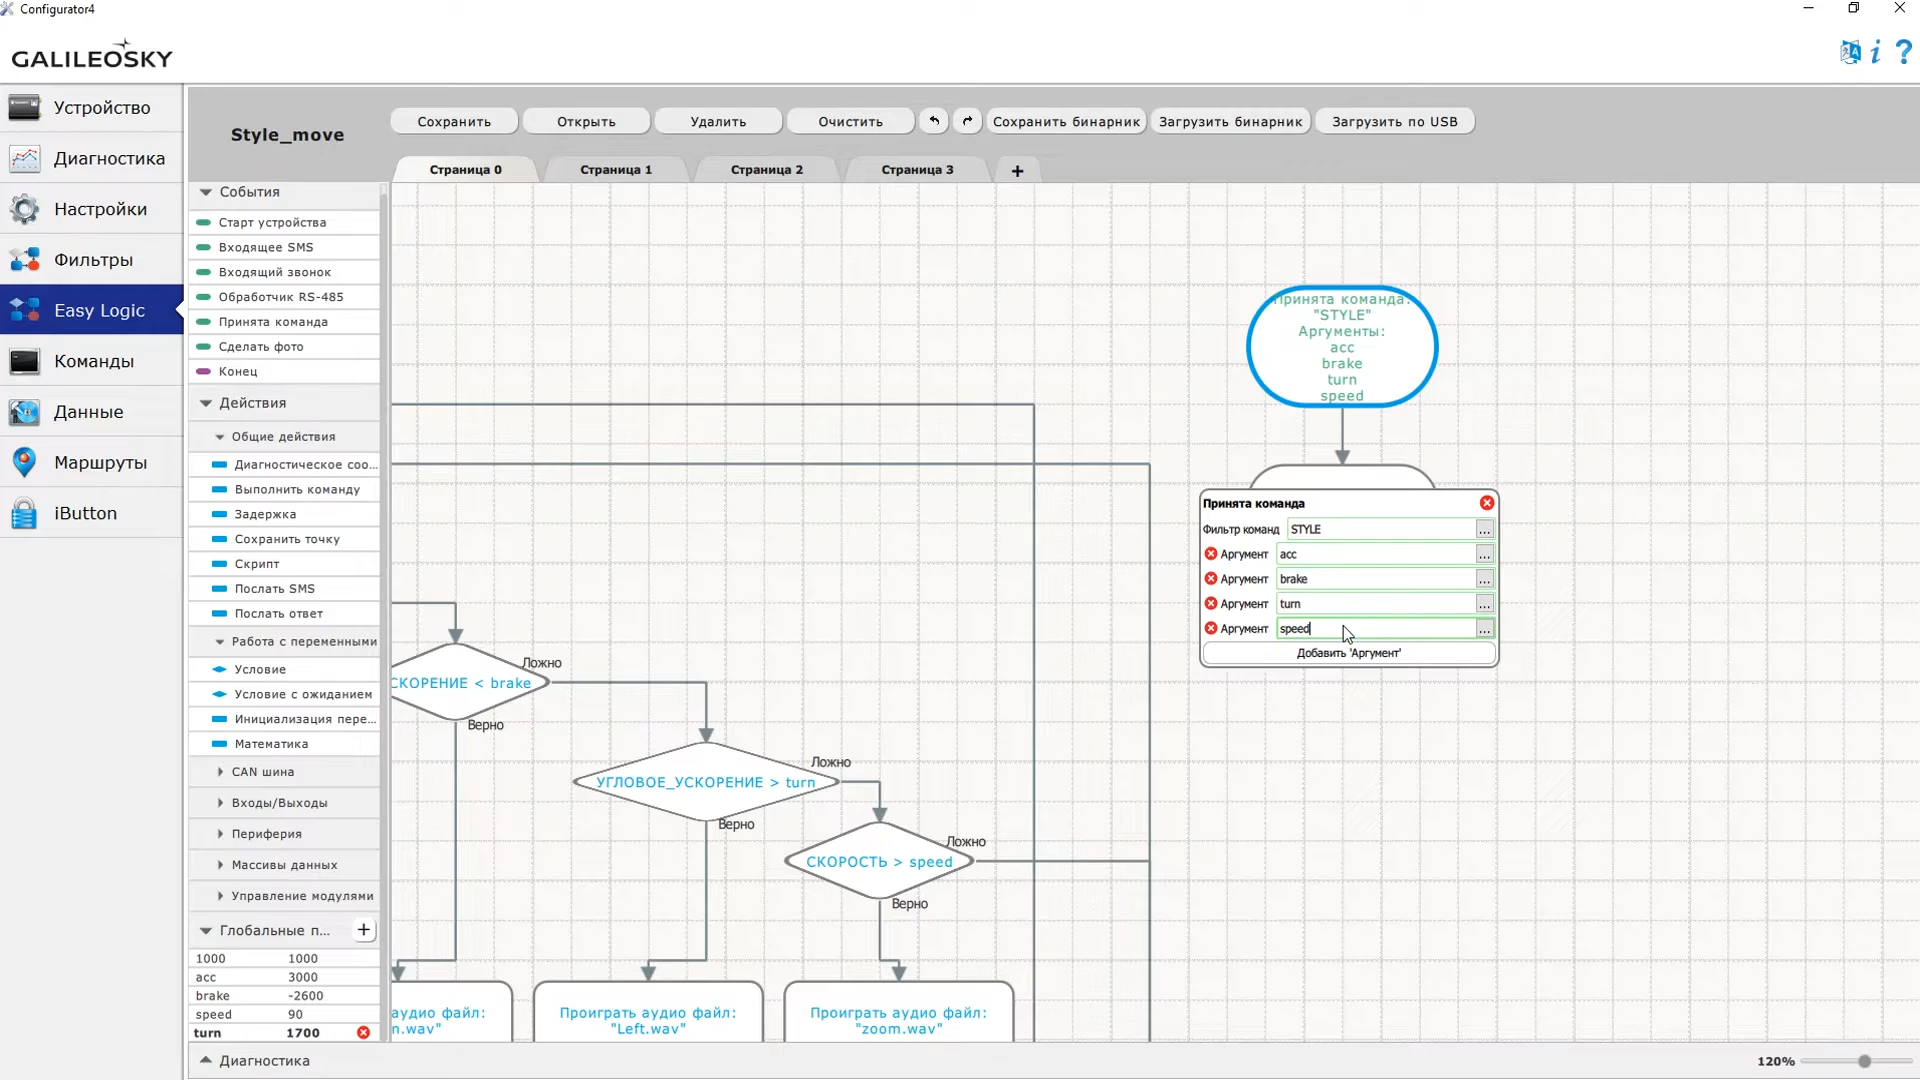 Configurator4
GALILEOSKY
Устройство
Диагностика
Настройки
Фильтры
Easy Logic
Команды
Данные
Маршруты
iButton
Style_move
Сохранить
Открыть
Удалить
Очистить
Сохранить бинарник
Загрузить бинарник
Загрузить по USB
Страница 0
Страница 1
Страница 2
Страница 3
+
События
Старт устройства
Входящее SMS
Входящий звонок
Обработчик RS-485
Принята команда
Сделать фото
Конец
Действия
Общие действия
Диагностическое соо...
Выполнить команду
Задержка
Сохранить точку
Скрипт
Послать SMS
Послать ответ
Работа с переменными
Условие
Условие с ожиданием
Инициализация пере...
Математика
CAN шина
Входы/Выходы
Периферия
Массивы данных
Управление модулями
Глобальные п...
+
1000 1000
acc 3000
brake -2600
speed 90
turn 1700
Диагностика
Принята команда:
"STYLE"
Аргументы:
acc
brake
turn
speed
Принята команда
Фильтр команд STYLE ...
Аргумент acc ...
Аргумент brake ...
Аргумент turn ...
Аргумент speed ...
Добавить 'Аргумент'
СКОРЕНИЕ < brake
Ложно
Верно
УГЛОВОЕ_УСКОРЕНИЕ > turn
Ложно
Верно
СКОРОСТЬ > speed
Ложно
Верно
аудио файл:
n.wav"
Проиграть аудио файл:
"Left.wav"
Проиграть аудио файл:
"zoom.wav"
120%